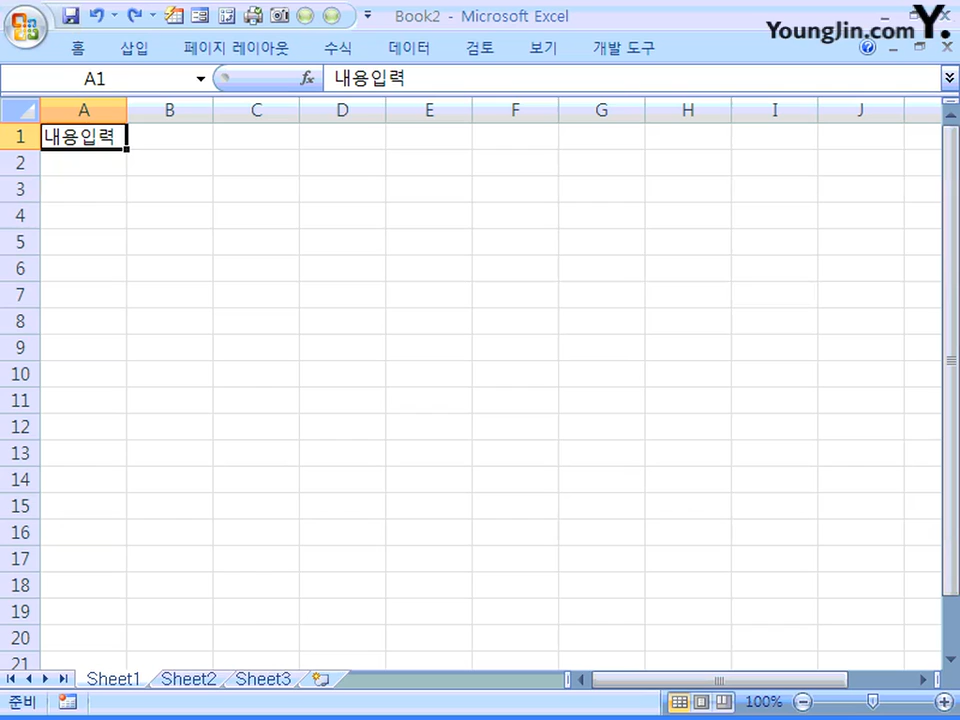 Book2 - Microsoft Excel
YoungJin.com Y.
홈 삽입 페이지 레이아웃 수식 데이터 검토 보기 개발 도구
A1 fx 내용입력
A B C D E F G H I J
1 내용입력
2
3
4
5
6
7
8
9
10
11
12
13
14
15
16
17
18
19
20
21
Sheet1 Sheet2 Sheet3
준비 100%